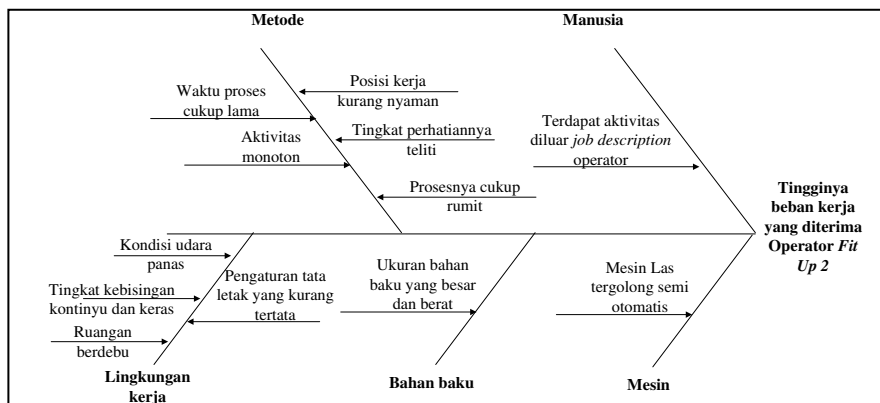 Metode
Manusia
Waktu proses
cukup lama
Posisi kerja
kurang nyaman
Aktivitas
monoton
Tingkat perhatiannya
teliti
Prosesnya cukup
rumit
Terdapat aktivitas
diluar job description
operator
Tingginya
beban kerja
yang diterima
Operator Fit
Up 2
Kondisi udara
panas
Tingkat kebisingan
kontinyu dan keras
Ruangan
berdebu
Pengaturan tata
letak yang kurang
tertata
Ukuran bahan
baku yang besar
dan berat
Mesin Las
tergolong semi
otomatis
Lingkungan
kerja
Bahan baku
Mesin